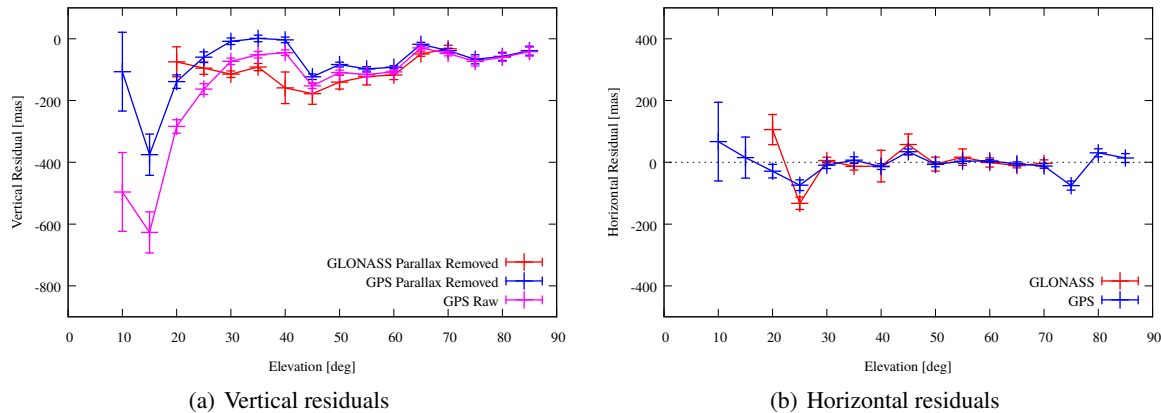 0
-200
-400
-600
-800
Vertical Residual [mas]
GLONASS Parallax Removed
GPS Parallax Removed
GPS Raw
0 10 20 30 40 50 60 70 80 90
Elevation [deg]
(a) Vertical residuals
400
200
0
-200
-400
Horizontal Residual [mas]
GLONASS
GPS
0 10 20 30 40 50 60 70 80 90
Elevation [deg]
(b) Horizontal residuals